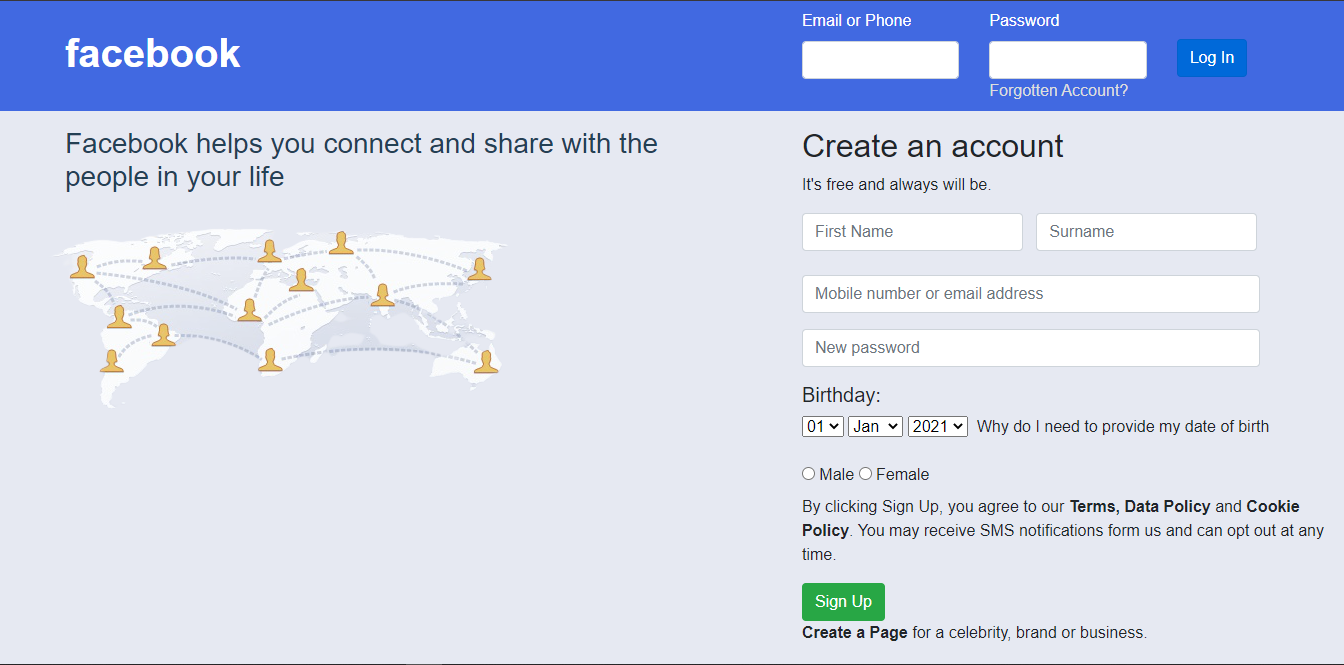 Email or Phone Password
facebook
Log In
Forgotten Account?
Facebook helps you connect and share with the
people in your life
Create an account
It's free and always will be.
First Name Surname
Mobile number or email address
New password
Birthday:
01 Jan 2021 Why do I need to provide my date of birth
Male Female
By clicking Sign Up, you agree to our Terms, Data Policy and Cookie
Policy. You may receive SMS notifications form us and can opt out at any
time.
Sign Up
Create a Page for a celebrity, brand or business.